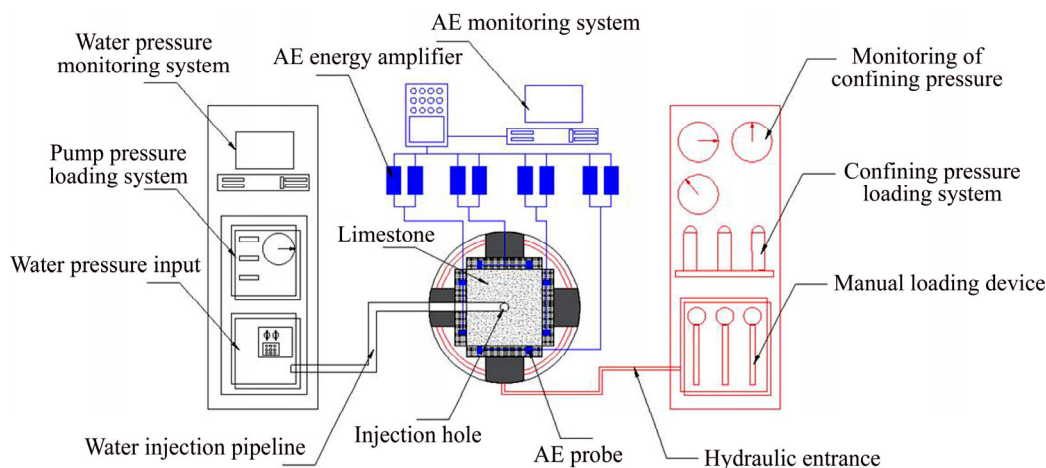 AE monitoring system
Water pressure
monitoring system
AE energy amplifier
Monitoring of
confining pressure
Pump pressure
loading system
Confining pressure
loading system
Limestone
Water pressure input
Manual loading device
Water injection pipeline
Injection hole
AE probe
Hydraulic entrance